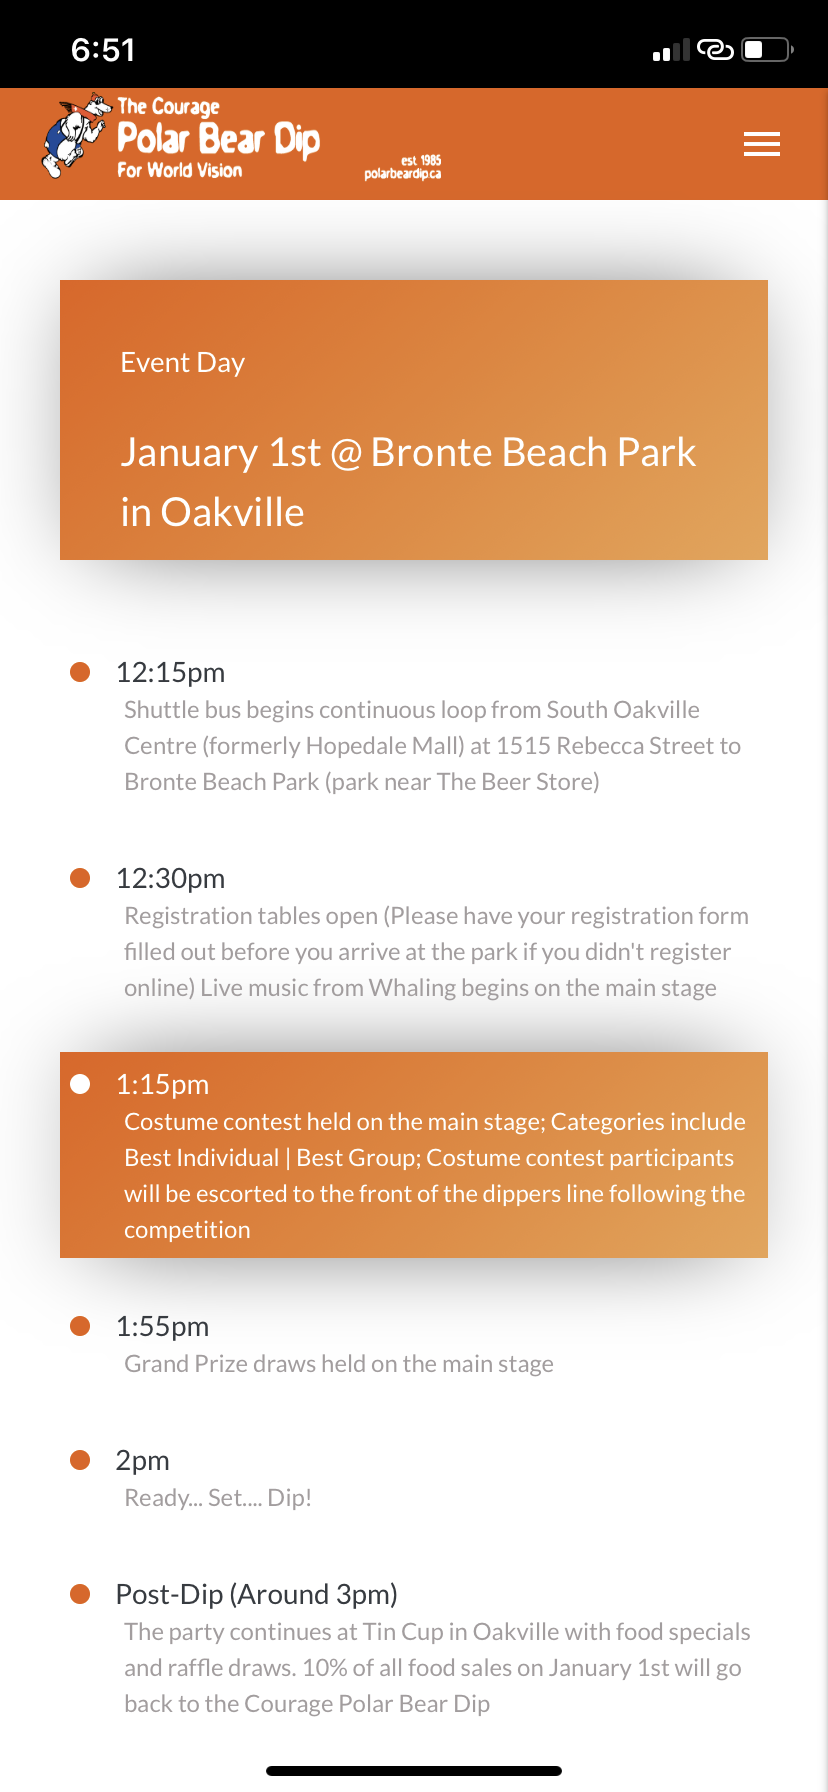 6:51
The Courage
Polar Bear Dip
For World Vision
est 1985
polarbeardip.ca
Event Day
January 1st @ Bronte Beach Park
in Oakville
12:15pm
Shuttle bus begins continuous loop from South Oakville
Centre (formerly Hopedale Mall) at 1515 Rebecca Street to
Bronte Beach Park (park near The Beer Store)
12:30pm
Registration tables open (Please have your registration form
filled out before you arrive at the park if you didn't register
online) Live music from Whaling begins on the main stage
1:15pm
Costume contest held on the main stage; Categories include
Best Individual | Best Group; Costume contest participants
will be escorted to the front of the dippers line following the
competition
1:55pm
Grand Prize draws held on the main stage
2pm
Ready... Set.... Dip!
Post-Dip (Around 3pm)
The party continues at Tin Cup in Oakville with food specials
and raffle draws. 10% of all food sales on January 1st will go
back to the Courage Polar Bear Dip